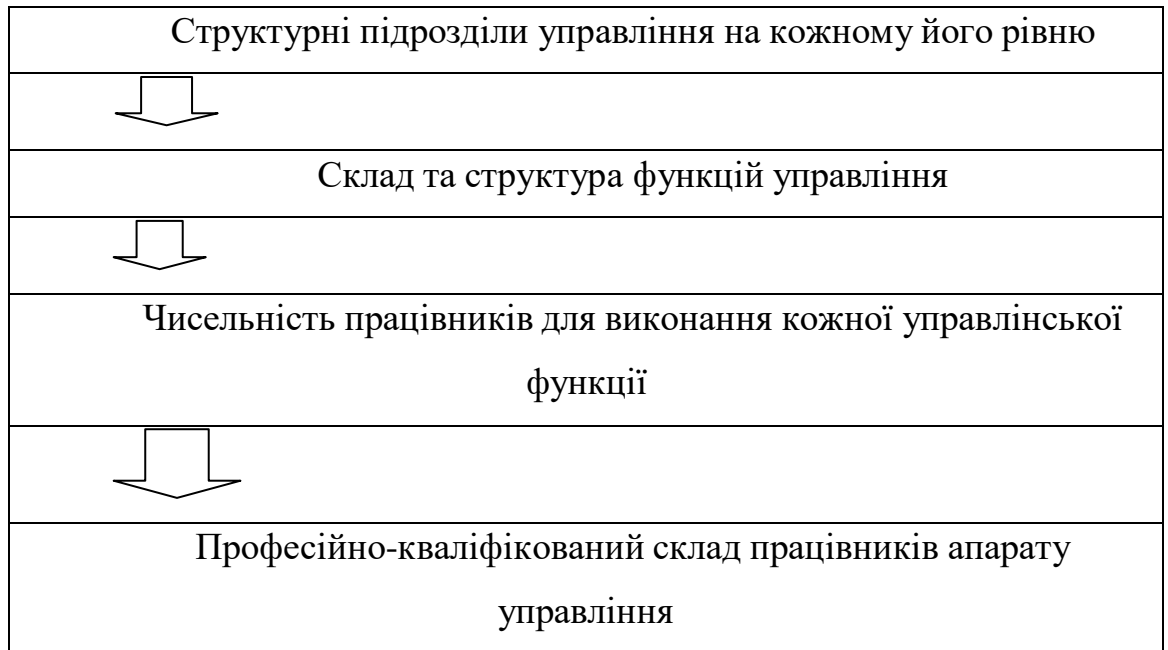 Структурні підрозділи управління на кожному його рівню
Склад та структура функцій управління
Чисельність працівників для виконання кожної управлінської
функції
Професійно-кваліфікований склад працівників апарату
управління